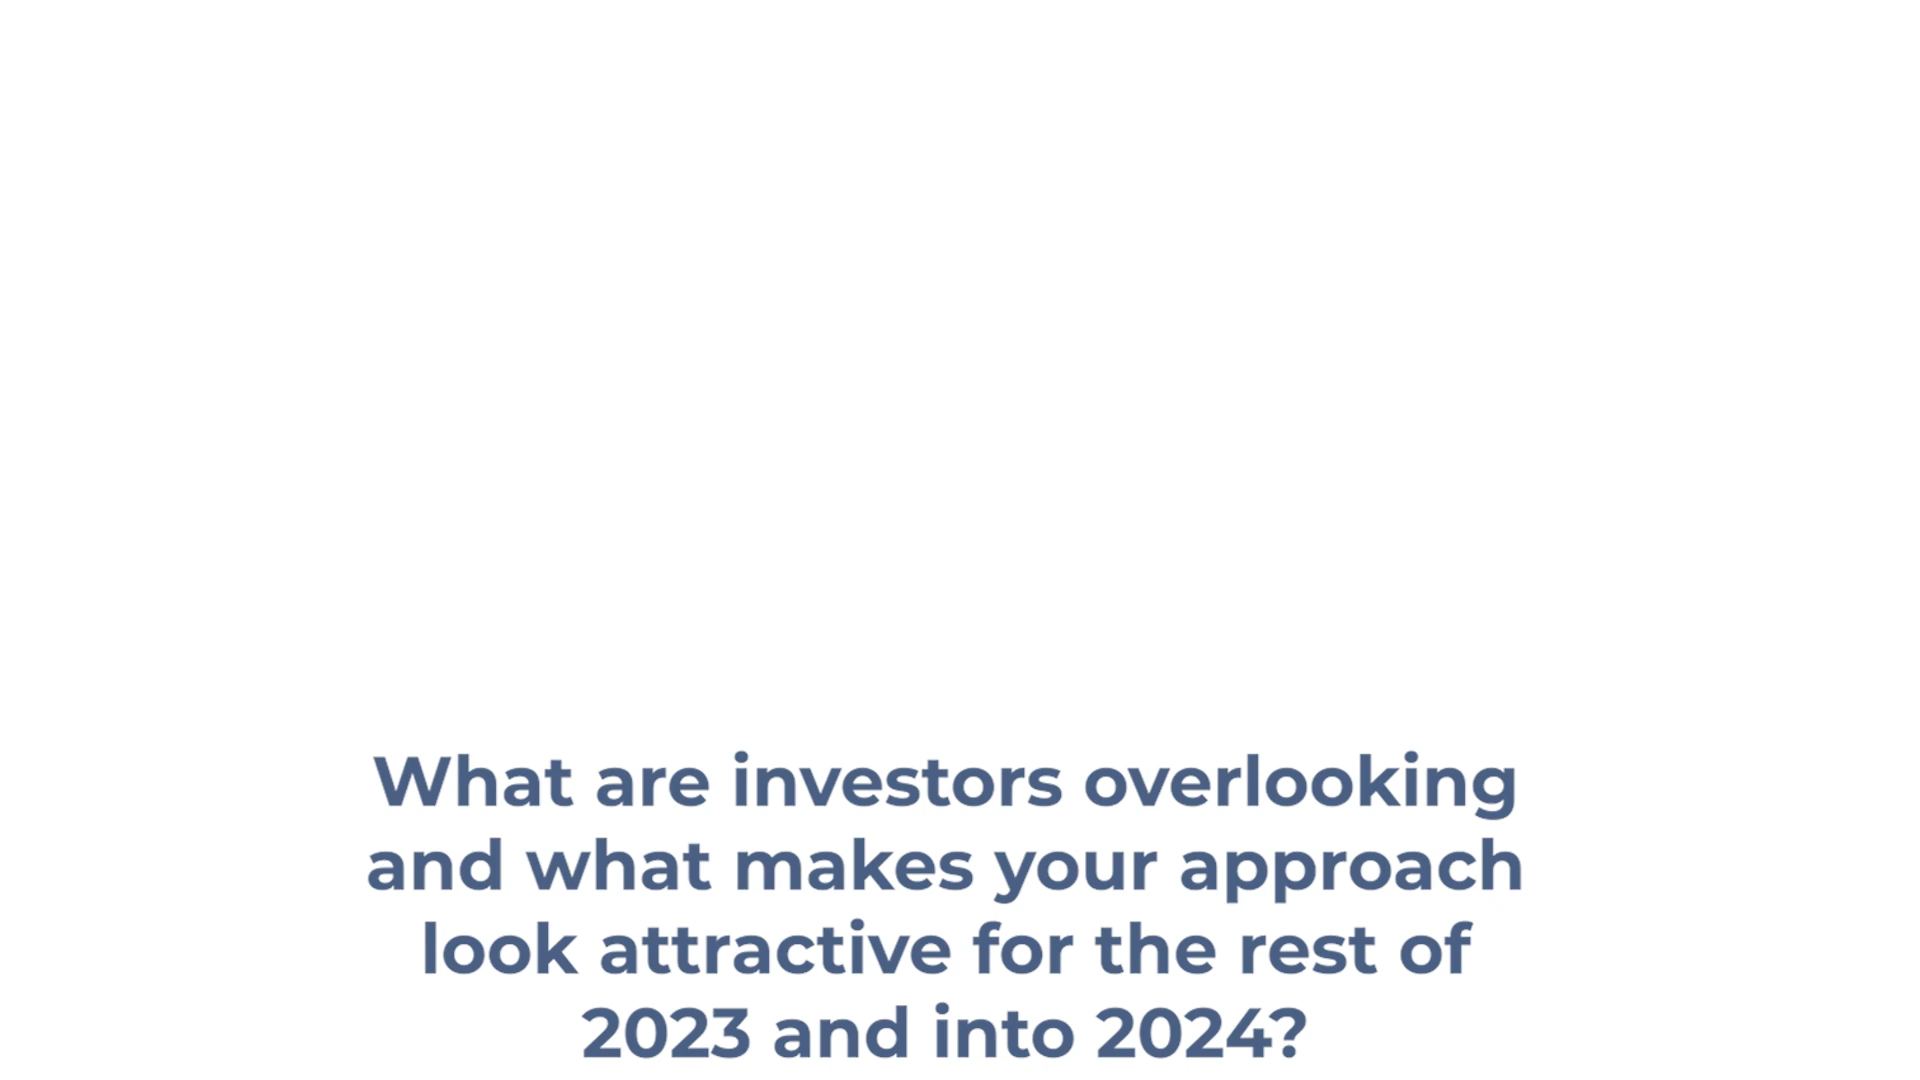 What are investors overlooking
and what makes your approach
look attractive for the rest of
2023 and into 2024?